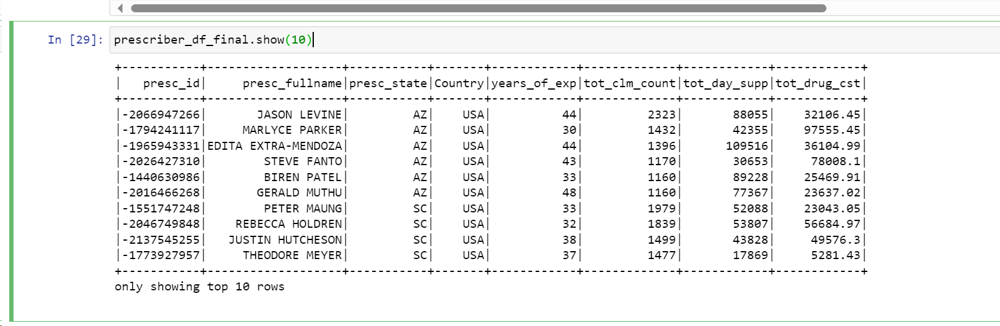 In [29]: prescriber_df_final.show(10)
+-----------+-------------------+-----------+-------+------------+-------------+------------+------------+
|   presc_id|     presc_fullname|presc_state|Country|years_of_exp|tot_clm_count|tot_day_supp|tot_drug_cst|
+-----------+-------------------+-----------+-------+------------+-------------+------------+------------+
|-2066947266|       JASON LEVINE|         AZ|    USA|          44|         2323|       88055|    32106.45|
|-1794241117|     MARLYCE PARKER|         AZ|    USA|          30|         1432|       42355|    97555.45|
|-1965943331|EDITA EXTRA-MENDOZA|         AZ|    USA|          44|         1396|      109516|    36104.99|
|-2026427310|        STEVE FANTO|         AZ|    USA|          43|         1170|       30653|     78008.1|
|-1440630986|        BIREN PATEL|         AZ|    USA|          33|         1160|       89228|    25469.91|
|-2016466268|       GERALD MUTHU|         AZ|    USA|          48|         1160|       77367|    23637.02|
|-1551747248|        PETER MAUNG|         SC|    USA|          33|         1979|       52088|    23043.05|
|-2046749848|    REBECCA HOLDREN|         SC|    USA|          32|         1839|       53807|    56684.97|
|-2137545255|   JUSTIN HUTCHESON|         SC|    USA|          38|         1499|       43828|     49576.3|
|-1773927957|     THEODORE MEYER|         SC|    USA|          37|         1477|       17869|     5281.43|
+-----------+-------------------+-----------+-------+------------+-------------+------------+------------+
only showing top 10 rows